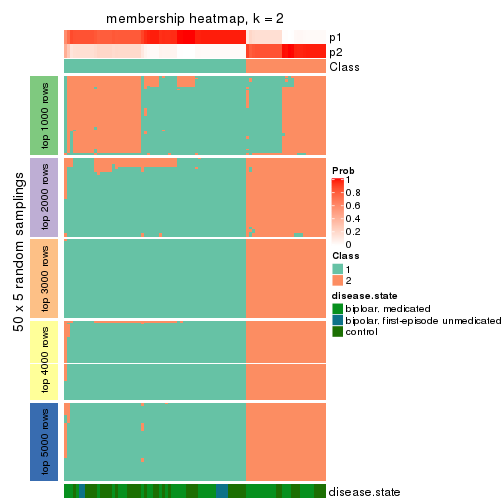 membership heatmap, k = 2
p1
p2
Class
50 x 5 random samplings
top 1000 rows
top 2000 rows
top 3000 rows
top 4000 rows
top 5000 rows
Prob
1
0.8
0.6
0.4
0.2
0
Class
1
2
disease.state
biploar. medicated
bipolar. first-episode unmedicated
control
disease.state